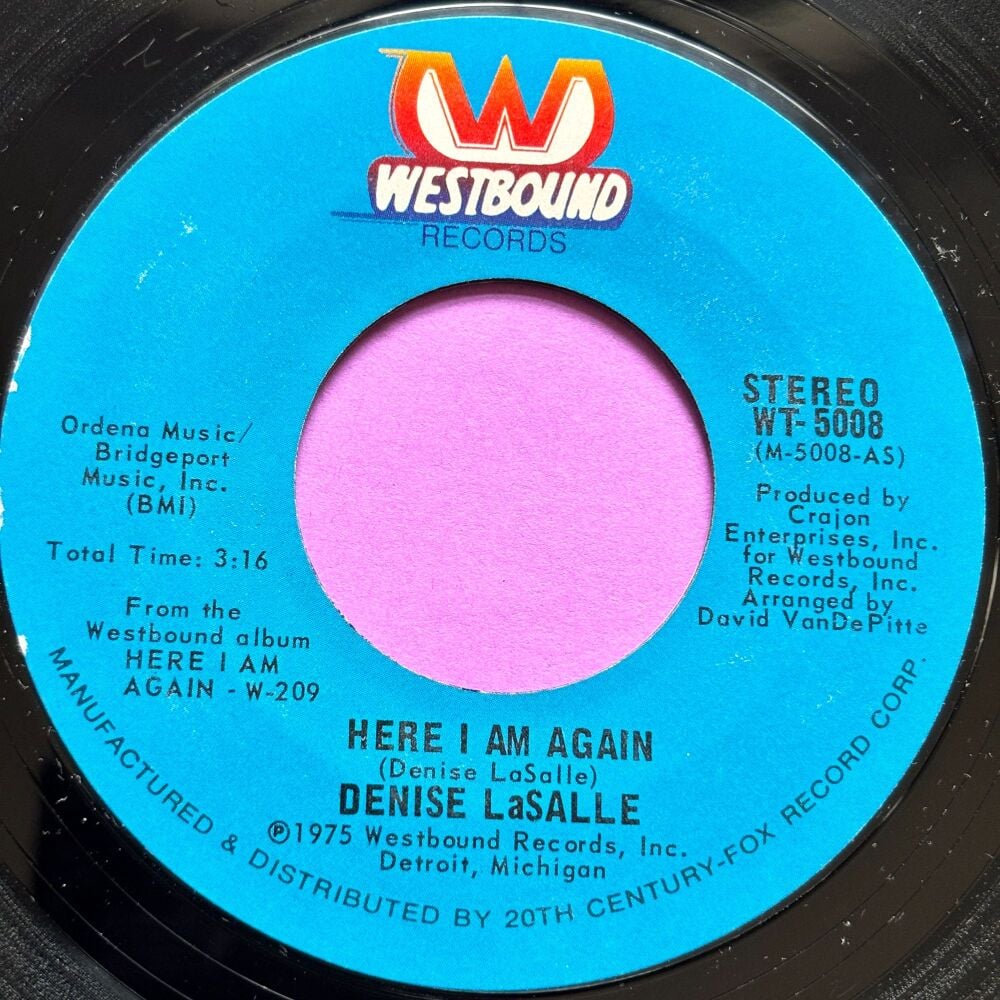 W
WESTBOUND
RECORDS
Ordena Music/
Bridgeport
Music, Inc.
(BMI)
Total Time: 3:16
From the
Westbound album
HERE I AM
AGAIN - W-209
STEREO
WT-5008
(M-5008-AS)
Produced by
Crajon
Enterprises, Inc.
for Westbound
Records, Inc.
Arranged by
David VanDePitte
HERE I AM AGAIN
(Denise LaSalle)
DENISE LaSALLE
℗1975 Westbound Records, Inc.
Detroit, Michigan
MANUFACTURED & DISTRIBUTED BY 20TH CENTURY-FOX RECORD CORP.